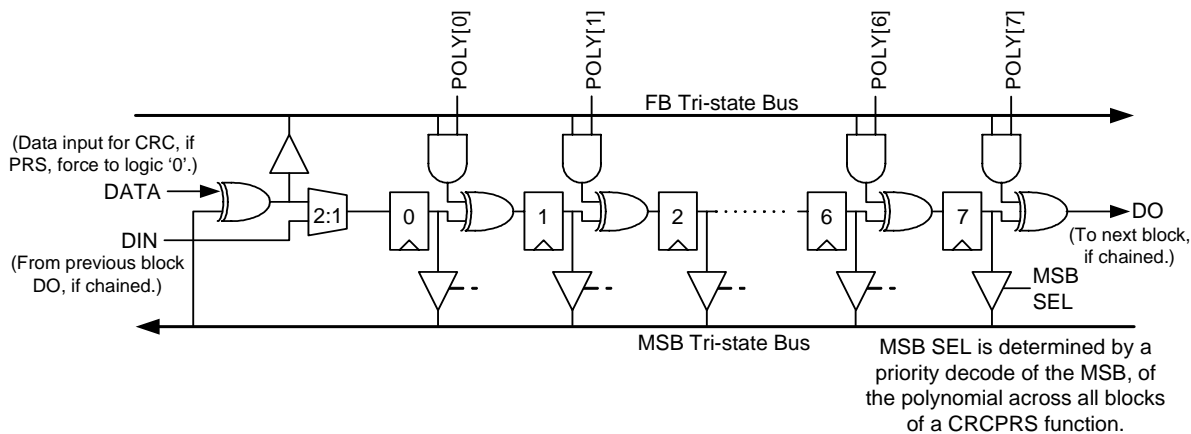 POLY[0]
POLY[1]
POLY[6]
POLY[7]
FB Tri-state Bus
(Data input for CRC, if
PRS, force to logic ‘0’.)
DATA
2:1
0
1
2
6
7
DO
DIN
(From previous block
DO, if chained.)
(To next block,
if chained.)
MSB
SEL
MSB Tri-state Bus
MSB SEL is determined by a
priority decode of the MSB, of
the polynomial across all blocks
of a CRCPRS function.